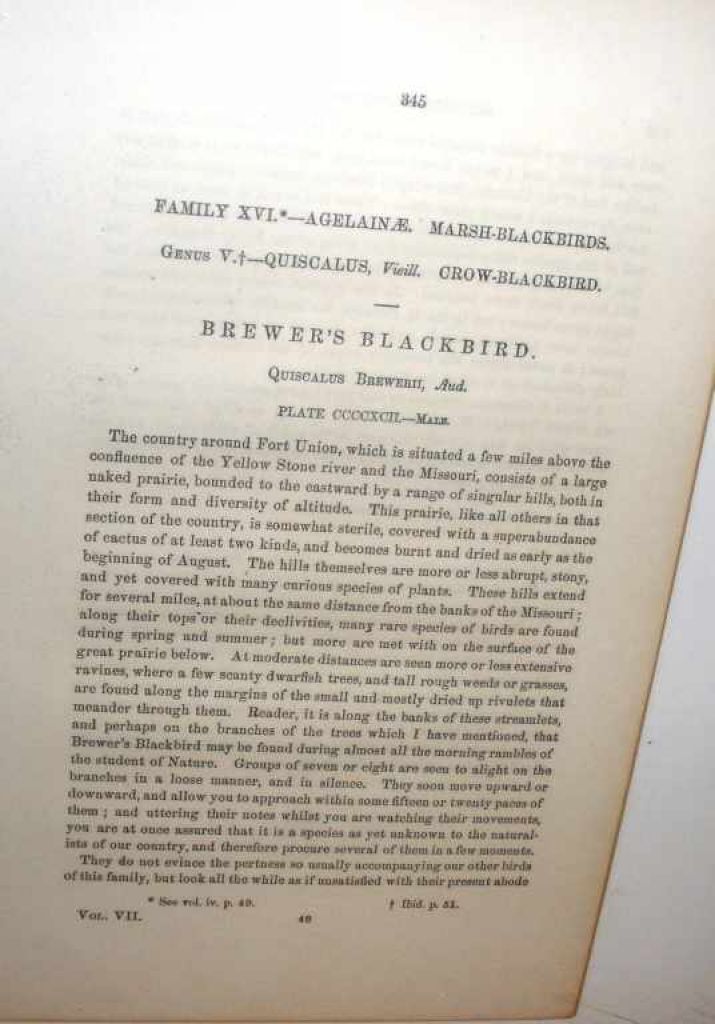 345
FAMILY XVI.*—AGELAINÆ. MARSH-BLACKBIRDS.
GENUS V.†—QUISCALUS, Vieill. CROW-BLACKBIRD.
BREWER'S BLACKBIRD.
QUISCALUS BREWERII, Aud.
PLATE CCCCXCII.—MALE.
The country around Fort Union, which is situated a few miles above the
confluence of the Yellow Stone river and the Missouri, consists of a large
naked prairie, bounded to the eastward by a range of singular hills, both in
their form and diversity of altitude. This prairie, like all others in that
section of the country, is somewhat sterile, covered with a superabundance
of cactus of at least two kinds, and becomes burnt and dried as early as the
beginning of August. The hills themselves are more or less abrupt, stony,
and yet covered with many curious species of plants. These hills extend
for several miles, at about the same distance from the banks of the Missouri;
along their tops or their declivities, many rare species of birds are found
during spring and summer; but more are met with on the surface of the
great prairie below. At moderate distances are seen more or less extensive
ravines, where a few scanty dwarfish trees, and tall rough weeds or grasses,
are found along the margins of the small and mostly dried up rivulets that
meander through them. Reader, it is along the banks of these streamlets,
and perhaps on the branches of the trees which I have mentioned, that
Brewer's Blackbird may be found during almost all the morning rambles of
the student of Nature. Groups of seven or eight are seen to alight on the
branches in a loose manner, and in silence. They soon move upward or
downward, and allow you to approach within some fifteen or twenty paces of
them; and uttering their notes whilst you are watching their movements,
you are at once assured that it is a species as yet unknown to the natural-
ists of our country, and therefore procure several of them in a few moments.
They do not evince the pertness so usually accompanying our other birds
of this family, but look all the while as if unsatisfied with their present abode
* See vol. iv. p. 49. † Ibid. p. 51.
VOL. VII. 49